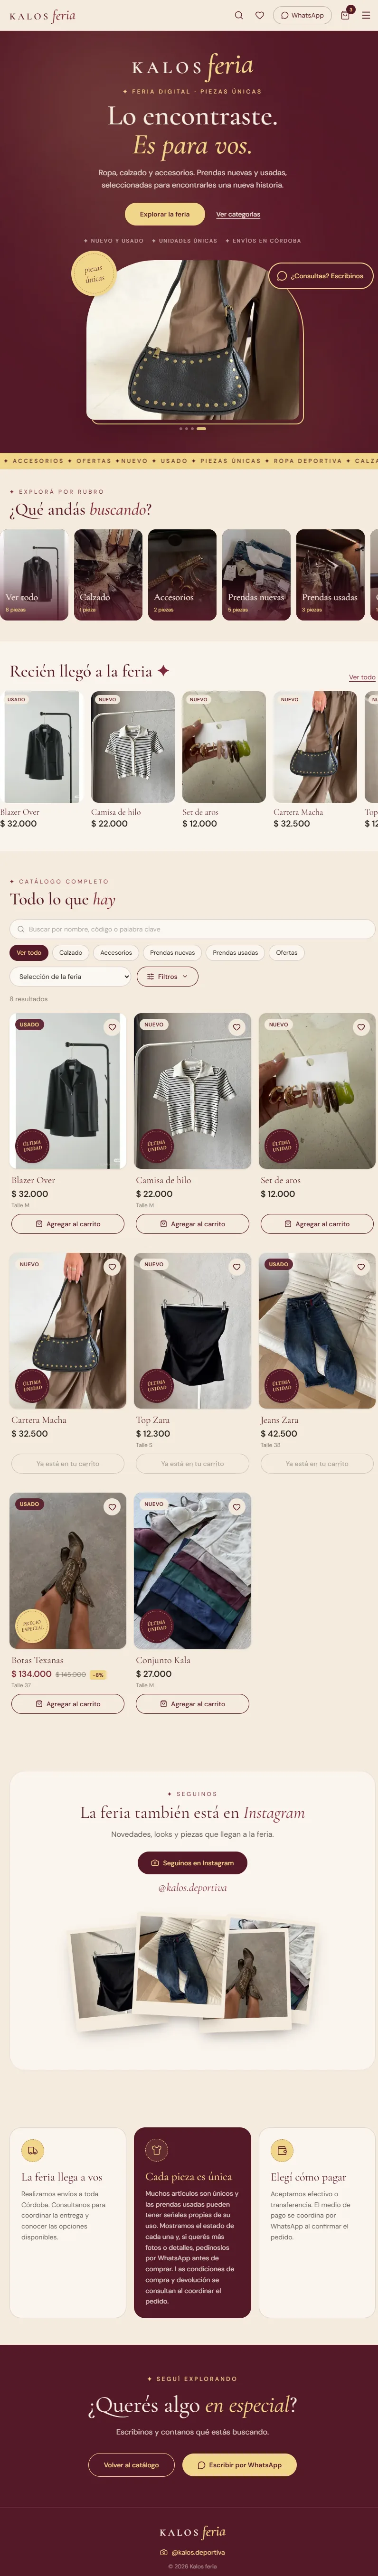 KALOS feria
WhatsApp
3
KALOS feria
✦ FERIA DIGITAL · PIEZAS ÚNICAS
Lo encontraste.
Es para vos.
Ropa, calzado y accesorios. Prendas nuevas y usadas,
seleccionadas para encontrarles una nueva historia.
Explorar la feria
Ver categorías
✦ NUEVO Y USADO ✦ UNIDADES ÚNICAS ✦ ENVÍOS EN CÓRDOBA
piezas
únicas
¿Consultas? Escribinos
✦ ACCESORIOS ✦ OFERTAS ✦ NUEVO ✦ USADO ✦ PIEZAS ÚNICAS ✦ ROPA DEPORTIVA ✦ CALZA
✦ EXPLORÁ POR RUBRO
¿Qué andás buscando?
Ver todo
8 piezas
Calzado
1 pieza
Accesorios
2 piezas
Prendas nuevas
5 piezas
Prendas usadas
3 piezas
Recién llegó a la feria ✦
Ver todo
USADO
Blazer Over
$ 32.000
NUEVO
Camisa de hilo
$ 22.000
NUEVO
Set de aros
$ 12.000
NUEVO
Cartera Macha
$ 32.500
Top
$ 12
✦ CATÁLOGO COMPLETO
Todo lo que hay
Buscar por nombre, código o palabra clave
Ver todo
Calzado
Accesorios
Prendas nuevas
Prendas usadas
Ofertas
Selección de la feria
Filtros
8 resultados
USADO
ÚLTIMA
UNIDAD
Blazer Over
$ 32.000
Talle M
Agregar al carrito
NUEVO
ÚLTIMA
UNIDAD
Camisa de hilo
$ 22.000
Talle M
Agregar al carrito
NUEVO
ÚLTIMA
UNIDAD
Set de aros
$ 12.000
Agregar al carrito
NUEVO
ÚLTIMA
UNIDAD
Cartera Macha
$ 32.500
Ya está en tu carrito
NUEVO
ÚLTIMA
UNIDAD
Top Zara
$ 12.300
Talle S
Ya está en tu carrito
USADO
ÚLTIMA
UNIDAD
Jeans Zara
$ 42.500
Talle 38
Ya está en tu carrito
USADO
PRECIO
ESPECIAL
Botas Texanas
$ 134.000 $ 145.000 -8%
Talle 37
Agregar al carrito
NUEVO
ÚLTIMA
UNIDAD
Conjunto Kala
$ 27.000
Talle M
Agregar al carrito
✦ SEGUINOS
La feria también está en Instagram
Novedades, looks y piezas que llegan a la feria.
Seguinos en Instagram
@kalos.deportiva
La feria llega a vos
Realizamos envíos a toda
Córdoba. Consultanos para
coordinar la entrega y
conocer las opciones
disponibles.
Cada pieza es única
Muchos artículos son únicos y
las prendas usadas pueden
tener señales propias de su
uso. Mostramos el estado de
cada una y, si querés más
fotos o detalles, pedínoslos
por WhatsApp antes de
comprar. Las condiciones de
compra y devolución se
consultan al coordinar el
pedido.
Elegí cómo pagar
Aceptamos efectivo o
transferencia. El medio de
pago se coordina por
WhatsApp al confirmar el
pedido.
✦ SEGUÍ EXPLORANDO
¿Querés algo en especial?
Escribinos y contanos qué estás buscando.
Volver al catálogo
Escribir por WhatsApp
KALOS feria
@kalos.deportiva
© 2026 Kalos feria